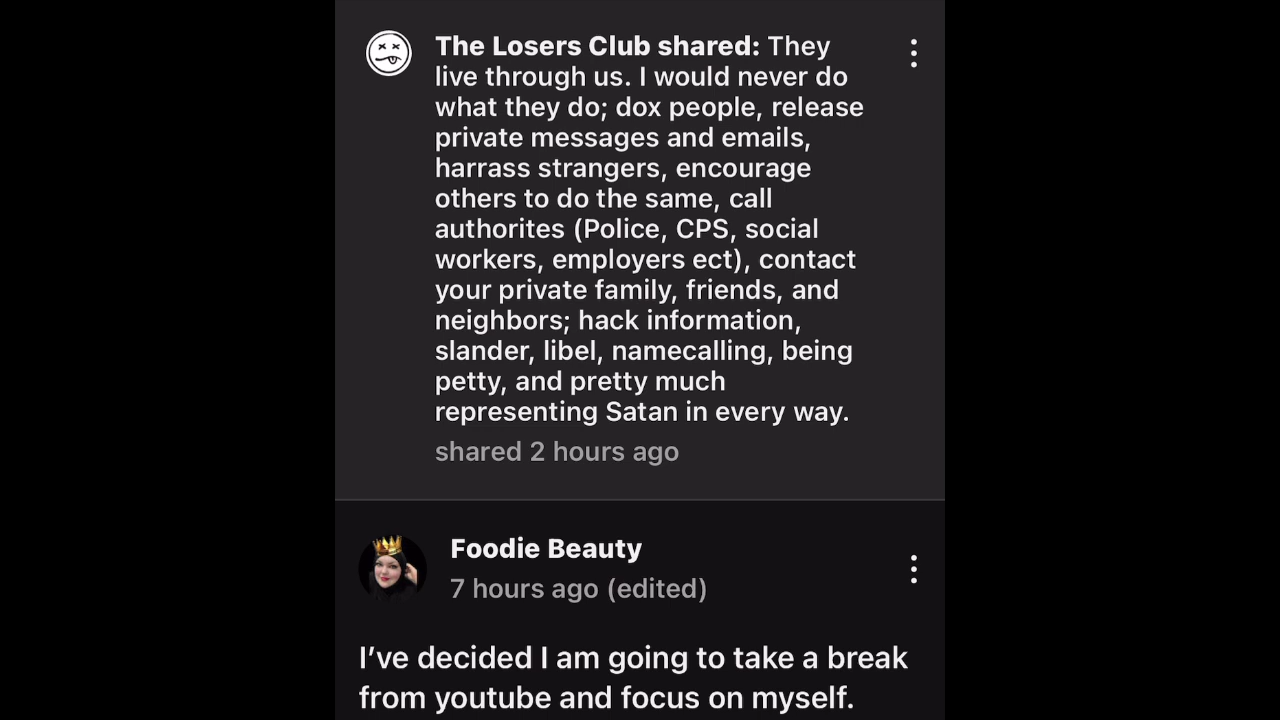 The Losers Club shared: They
live through us. I would never do
what they do; dox people, release
private messages and emails,
harrass strangers, encourage
others to do the same, call
authorites (Police, CPS, social
workers, employers ect), contact
your private family, friends, and
neighbors; hack information,
slander, libel, namecalling, being
petty, and pretty much
representing Satan in every way.
shared 2 hours ago
Foodie Beauty
7 hours ago (edited)
I’ve decided I am going to take a break
from youtube and focus on myself.